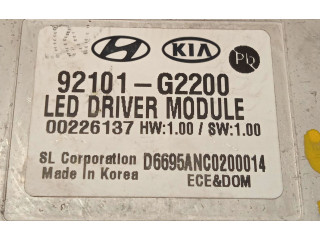 HYUNDAI KIA Pb
92101-G2200
LED DRIVER MODULE
00226137 HW:1.00 / SW:1.00
SL Corporation D6695ANC0200014
Made In Korea ECE&DOM